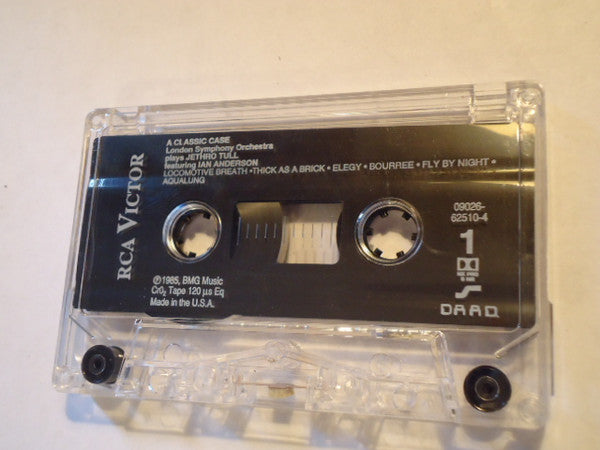 RCA VICTOR
A CLASSIC CASE
London Symphony Orchestra
plays JETHRO TULL
featuring IAN ANDERSON
LOCOMOTIVE BREATH • THICK AS A BRICK • ELEGY • BOURREE • FLY BY NIGHT •
AQUALUNG
09026-
62510-4
1
DAAD
℗1985, BMG Music
CrO₂ Tape 120 µs Eq
Made in the U.S.A.